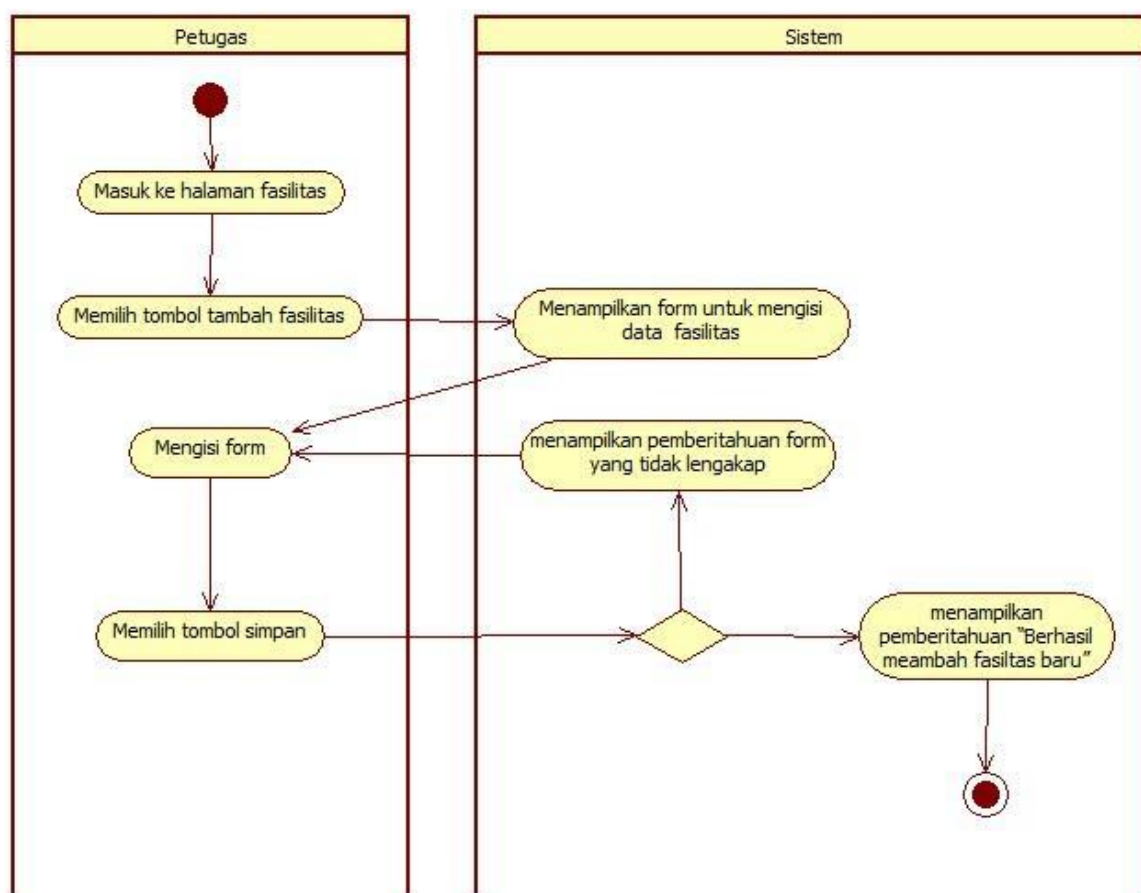 Petugas
Sistem
Masuk ke halaman fasilitas
Memilih tombol tambah fasilitas
Menampilkan form untuk mengisi
data fasilitas
Mengisi form
menampilkan pemberitahuan form
yang tidak lengakap
Memilih tombol simpan
menampilkan
pemberitahuan “Berhasil
meambah fasiltas baru”